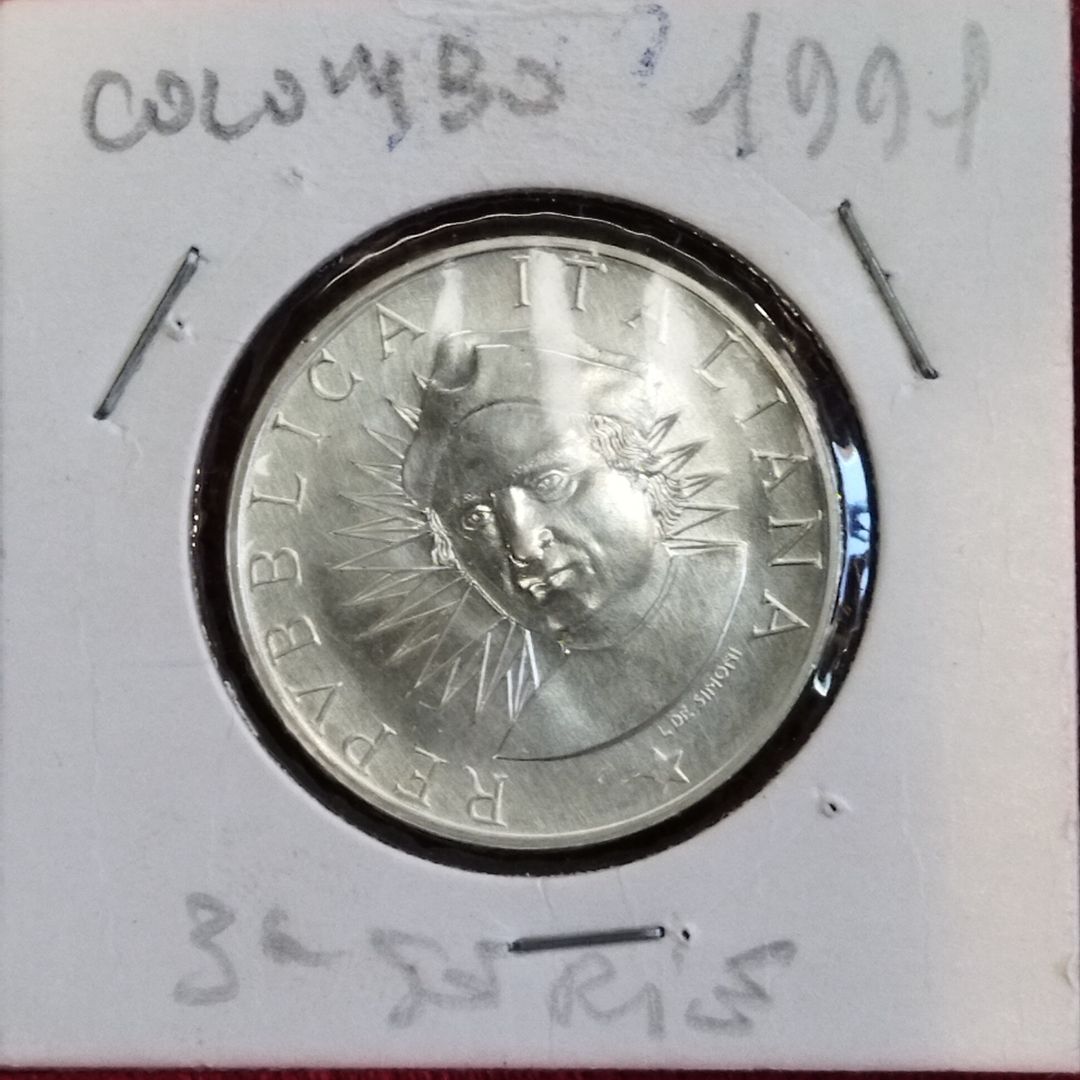 COLOMBO 1991
REPVBBLICA ITALIANA
L. DE SIMONI
3a SERIE